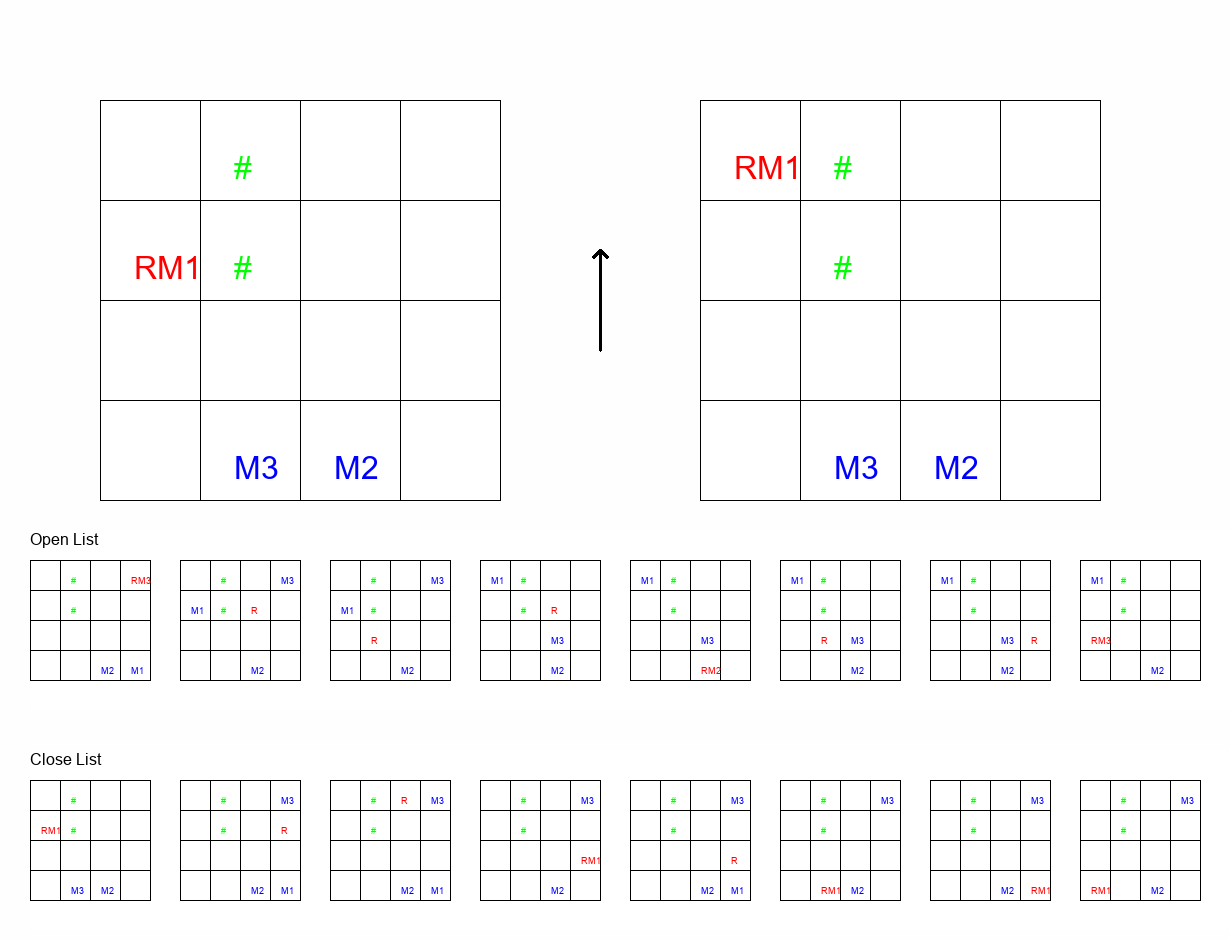 # #
RM1 # #
RM1
M3 M2 M3 M2
Open List
# RM3 # M3 # M3 M1 # M1 # M1 # M1 # M1 #
# M1 # R M1 # # R # # # #
R M3 M3 R M3 M3 R RM3
M2 M1 M2 M2 M2 RM2 M2 M2 M2
Close List
# # M3 # R M3 # M3 # M3 # M3 # M3 # M3
RM1 # # R # # # # # #
RM1 R
M3 M2 M2 M1 M2 M1 M2 M2 M1 RM1 M2 M2 RM1 RM1 M2